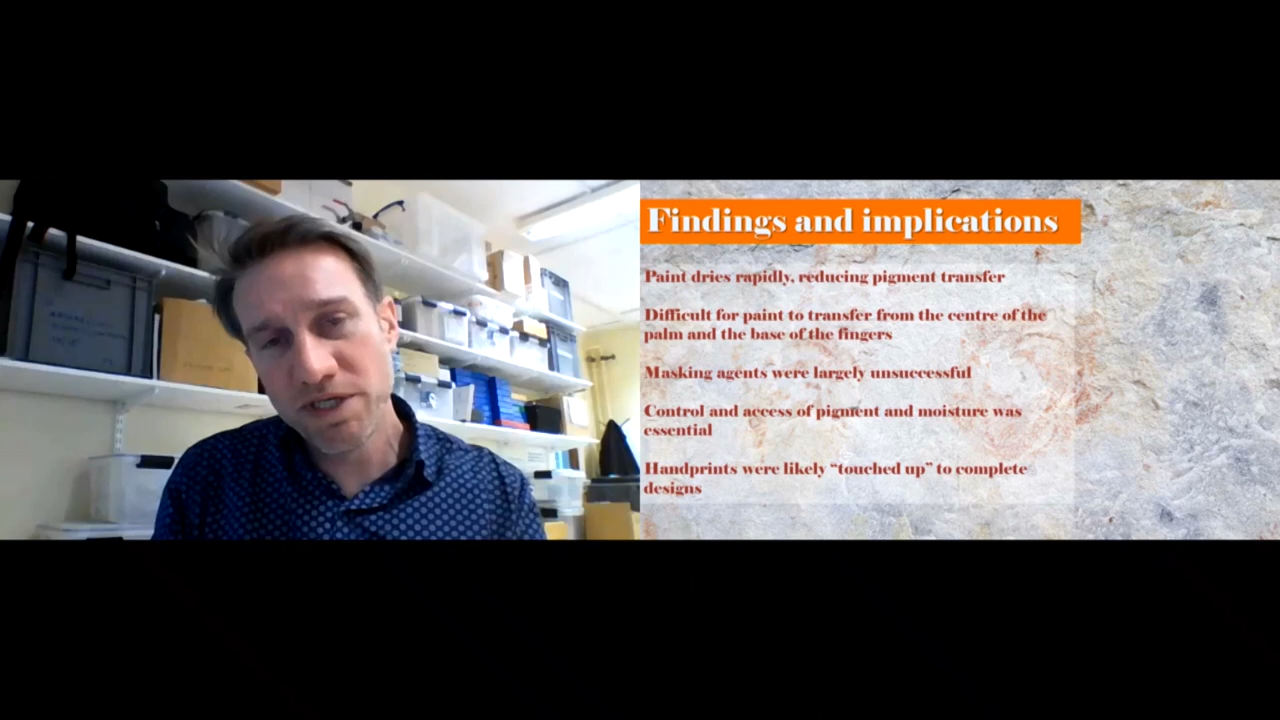 Findings and implications
Paint dries rapidly, reducing pigment transfer
Difficult for paint to transfer from the centre of the
palm and the base of the fingers
Masking agents were largely unsuccessful
Control and access of pigment and moisture was
essential
Handprints were likely “touched up” to complete
designs